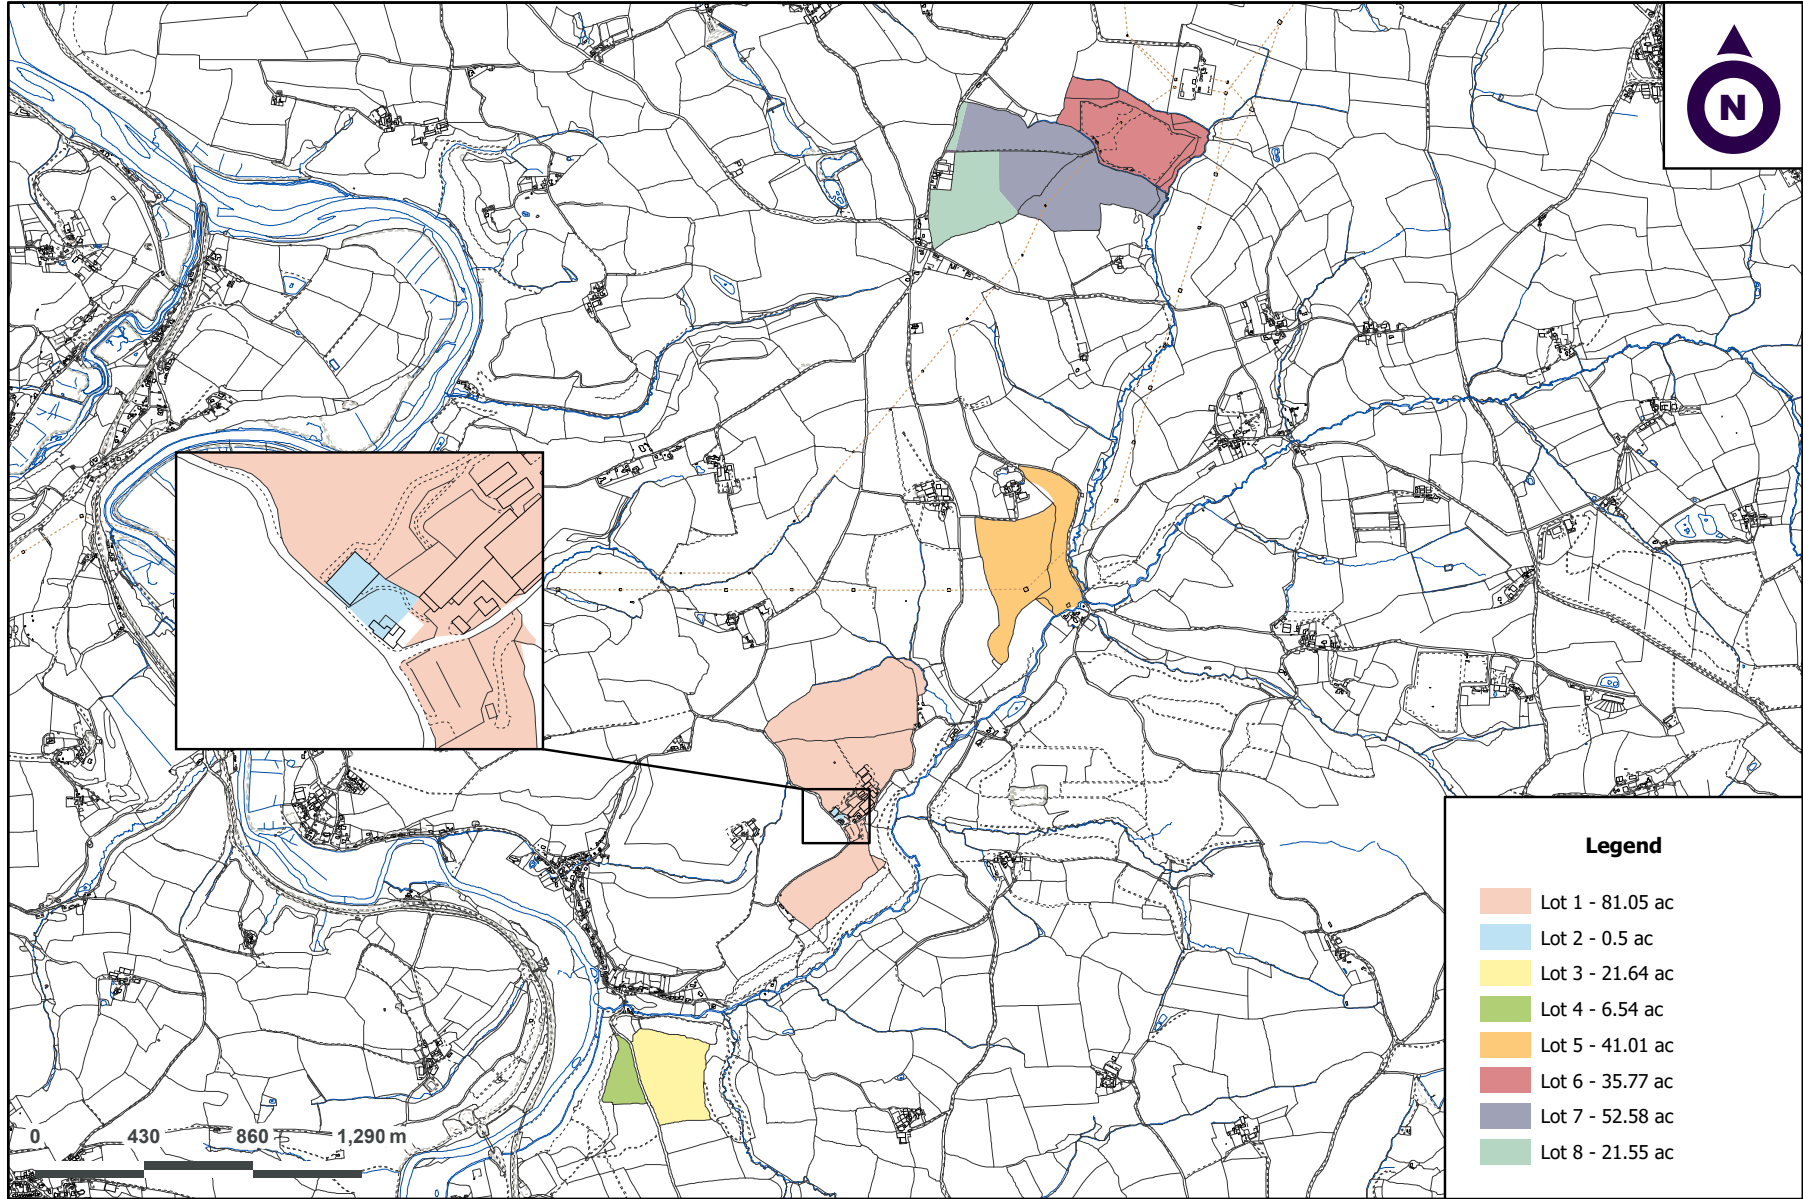 N
Legend
Lot 1 - 81.05 ac
Lot 2 - 0.5 ac
Lot 3 - 21.64 ac
Lot 4 - 6.54 ac
Lot 5 - 41.01 ac
Lot 6 - 35.77 ac
Lot 7 - 52.58 ac
Lot 8 - 21.55 ac
0 430 860 1,290 m